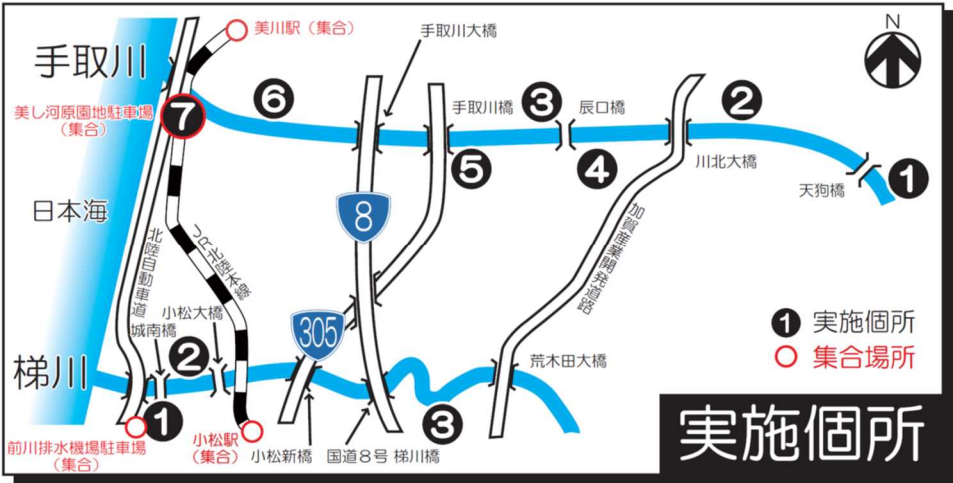 美川駅（集合）
手取川大橋
N
手取川
美し河原園地駐車場
（集合）
7
6
手取川橋
3
辰口橋
2
5
4
川北大橋
天狗橋
1
日本海
8
加賀産業開発道路
北陸自動車道
JR北陸本線
小松大橋
城南橋
305
1 実施個所
集合場所
梯川
2
荒木田大橋
1
3
前川排水機場駐車場
（集合）
小松駅
（集合）
小松新橋
国道8号 梯川橋
実施個所